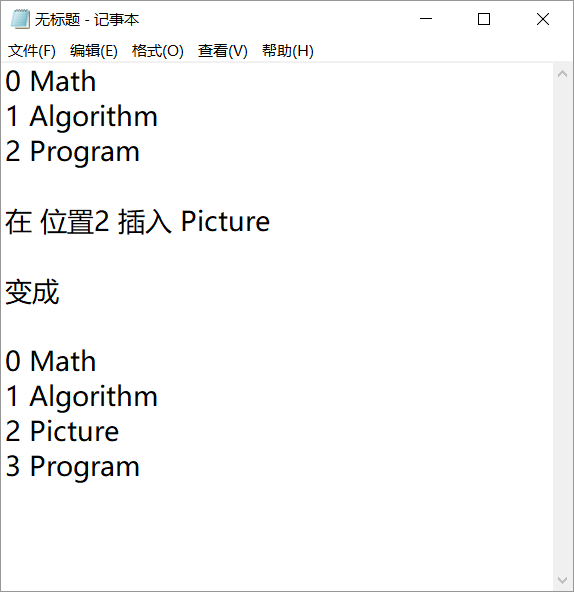 无标题 - 记事本
文件(F) 编辑(E) 格式(O) 查看(V) 帮助(H)
0 Math
1 Algorithm
2 Program
在 位置2 插入 Picture
变成
0 Math
1 Algorithm
2 Picture
3 Program